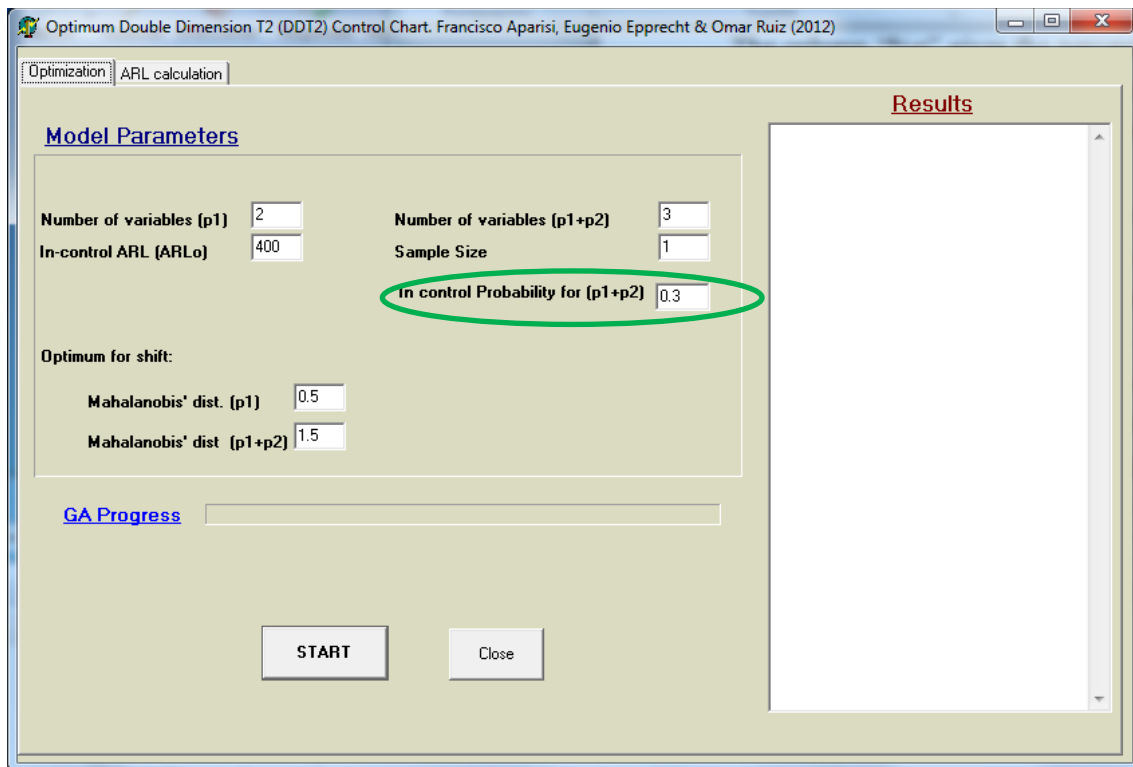 Optimum Double Dimension T2 (DDT2) Control Chart. Francisco Aparisi, Eugenio Epprecht & Omar Ruiz (2012)
Optimization ARL calculation
Results
Model Parameters
Number of variables (p1) 2 Number of variables (p1+p2) 3
In-control ARL (ARLo) 400 Sample Size 1
In control Probability for (p1+p2) 0.3
Optimum for shift:
Mahalanobis' dist. (p1) 0.5
Mahalanobis' dist (p1+p2) 1.5
GA Progress
START Close